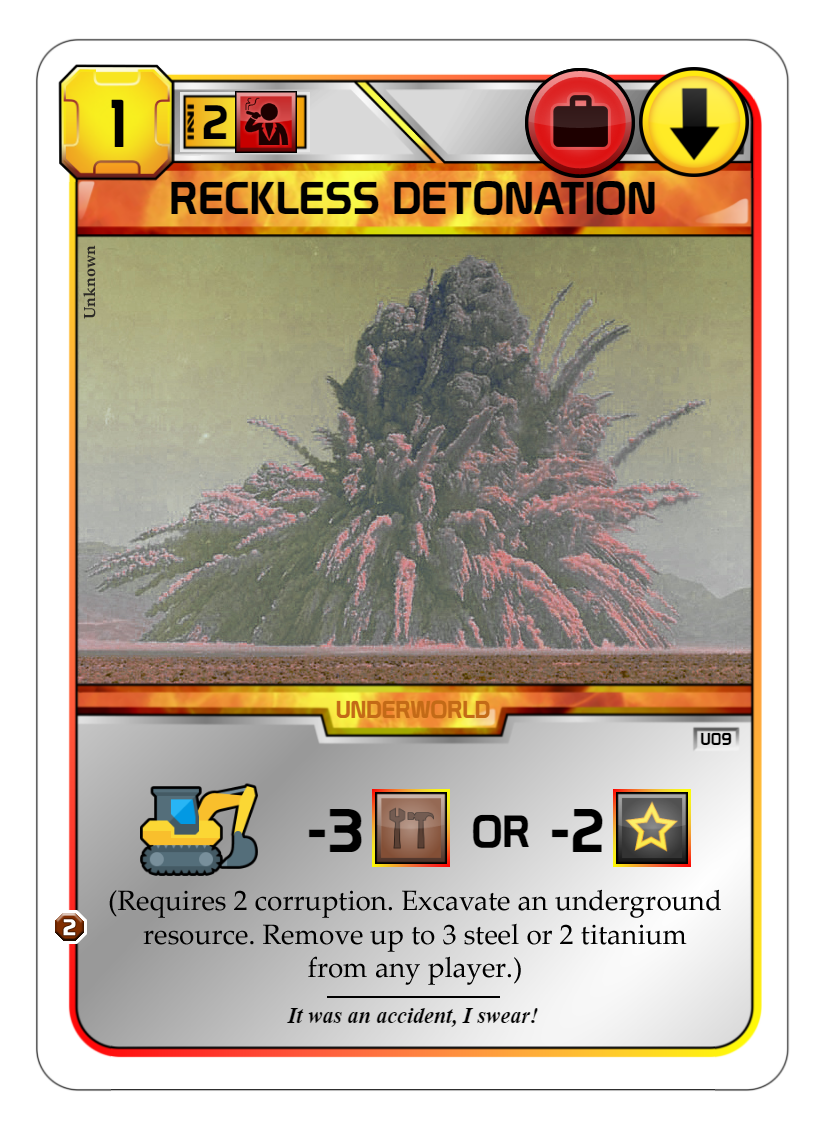 1
2
RECKLESS DETONATION
Unknown
UNDERWORLD
U09
-3 OR -2
(Requires 2 corruption. Excavate an underground
resource. Remove up to 3 steel or 2 titanium
from any player.)
2
It was an accident, I swear!